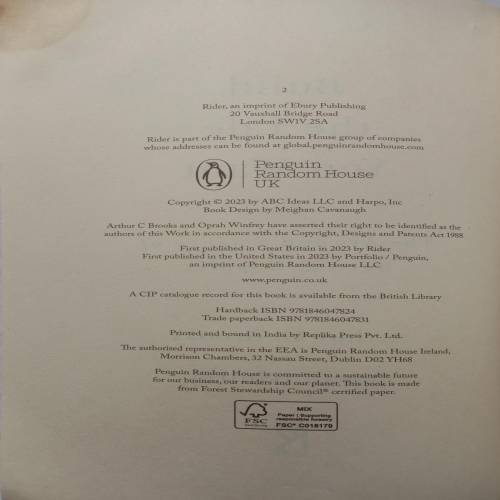 2
Rider, an imprint of Ebury Publishing
20 Vauxhall Bridge Road
London SW1V 2SA
Rider is part of the Penguin Random House group of companies
whose addresses can be found at global.penguinrandomhouse.com
Penguin
Random House
UK
Copyright © 2023 by ABC Ideas LLC and Harpo, Inc
Book Design by Meighan Cavanaugh
Arthur C Brooks and Oprah Winfrey have asserted their right to be identified as the
authors of this Work in accordance with the Copyright, Designs and Patents Act 1988
First published in Great Britain in 2023 by Rider
First published in the United States in 2023 by Portfolio / Penguin,
an imprint of Penguin Random House LLC
www.penguin.co.uk
A CIP catalogue record for this book is available from the British Library
Hardback ISBN 9781846047824
Trade paperback ISBN 9781846047831
Printed and bound in India by Replika Press Pvt. Ltd.
The authorised representative in the EEA is Penguin Random House Ireland,
Morrison Chambers, 32 Nassau Street, Dublin D02 YH68
Penguin Random House is committed to a sustainable future
for our business, our readers and our planet. This book is made
from Forest Stewardship Council® certified paper.
FSC
MIX
Paper | Supporting
responsible forestry
FSC® C018179